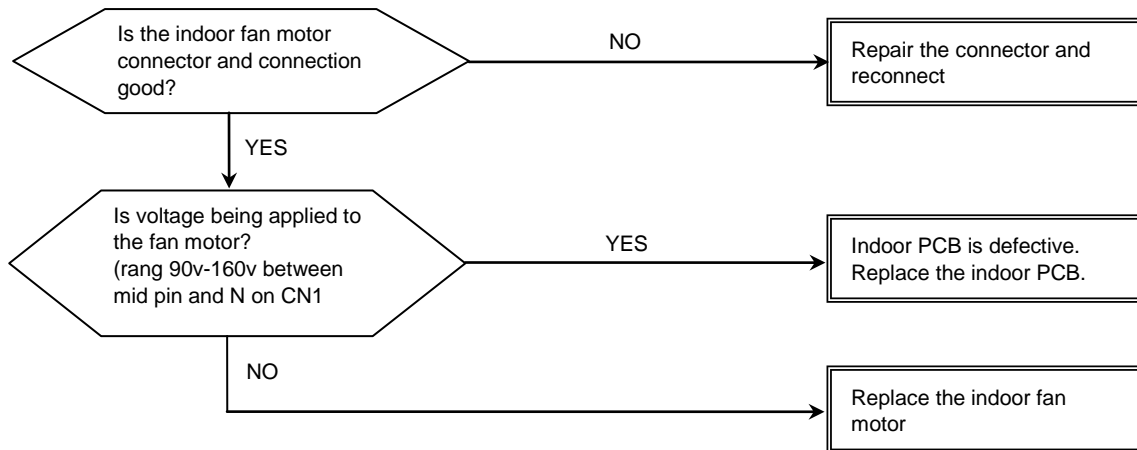 Is the indoor fan motor
connector and connection
good?
NO
Repair the connector and
reconnect
YES
Is voltage being applied to
the fan motor?
(rang 90v-160v between
mid pin and N on CN1
YES
Indoor PCB is defective.
Replace the indoor PCB.
NO
Replace the indoor fan
motor